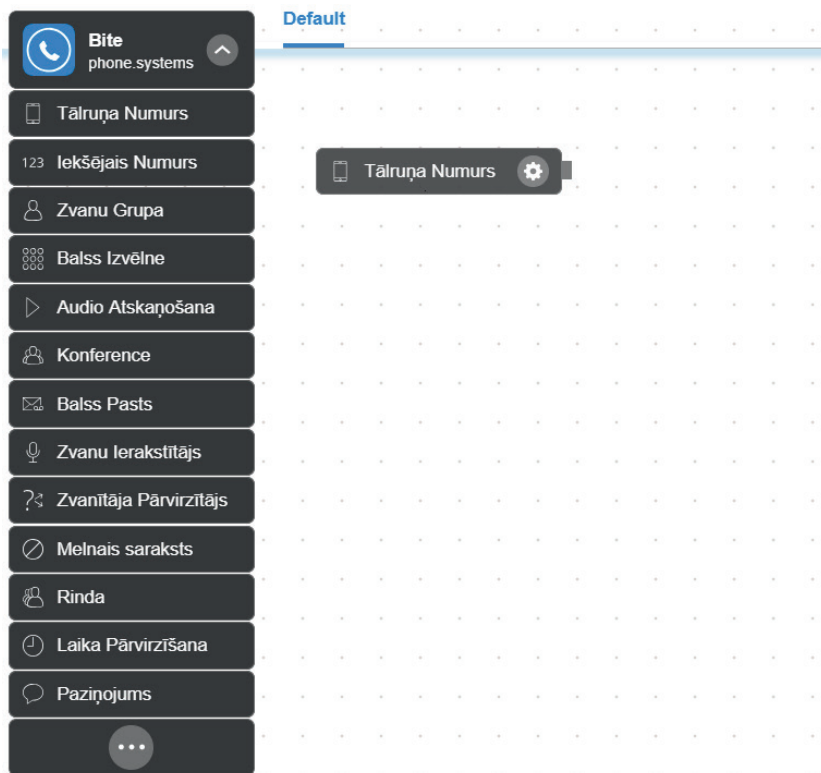 Bite
phone.systems
Default
Tālruņa Numurs
123 Iekšējais Numurs
Zvanu Grupa
Balss Izvēlne
Audio Atskaņošana
Konference
Balss Pasts
Zvanu Ierakstītājs
Zvanītāja Pārvirzītājs
Melnais saraksts
Rinda
Laika Pārvirzīšana
Paziņojums
Tālruņa Numurs